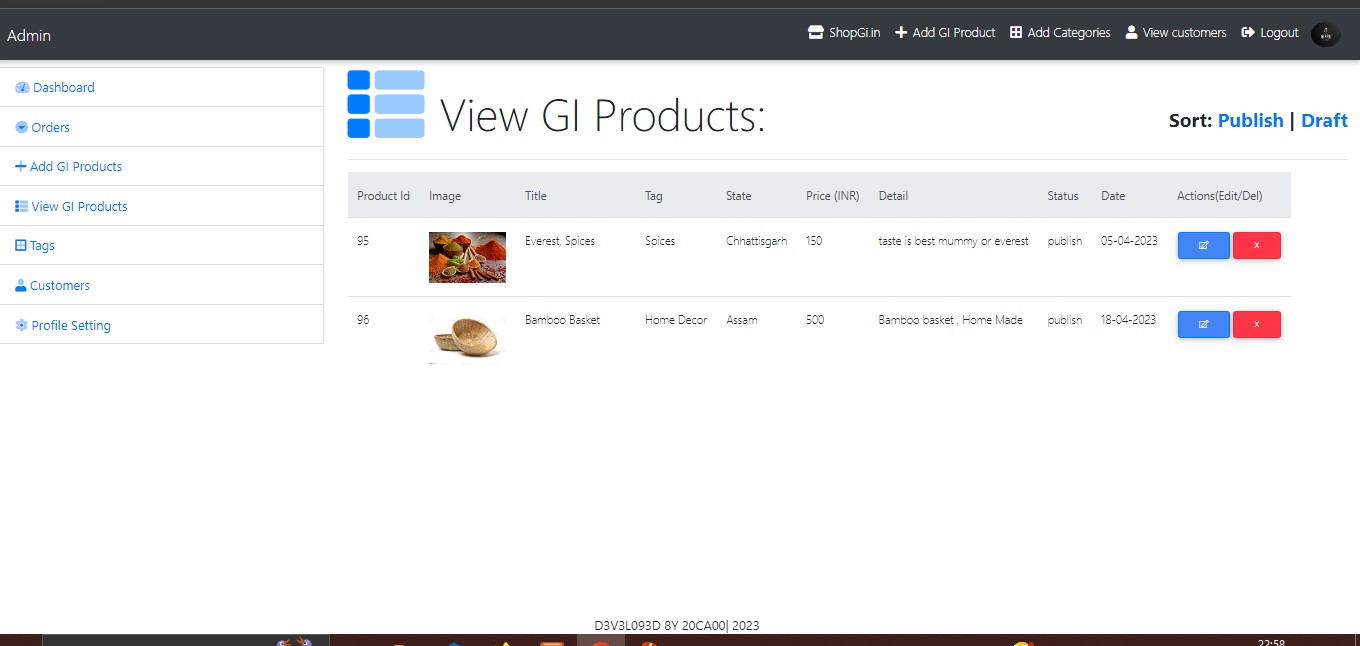 Admin
ShopGi.in Add GI Product Add Categories View customers Logout
Dashboard
Orders
Add GI Products
View GI Products
Tags
Customers
Profile Setting
View GI Products:
Sort: Publish | Draft
Product Id Image Title Tag State Price (INR) Detail Status Date Actions(Edit/Del)
95 Everest, Spices Spices Chhattisgarh 150 taste is best mummy or everest publish 05-04-2023 x
96 Bamboo Basket Home Decor Assam 500 Bamboo basket , Home Made publish 18-04-2023 x
D3V3L093D 8Y 20CA00| 2023
22:58